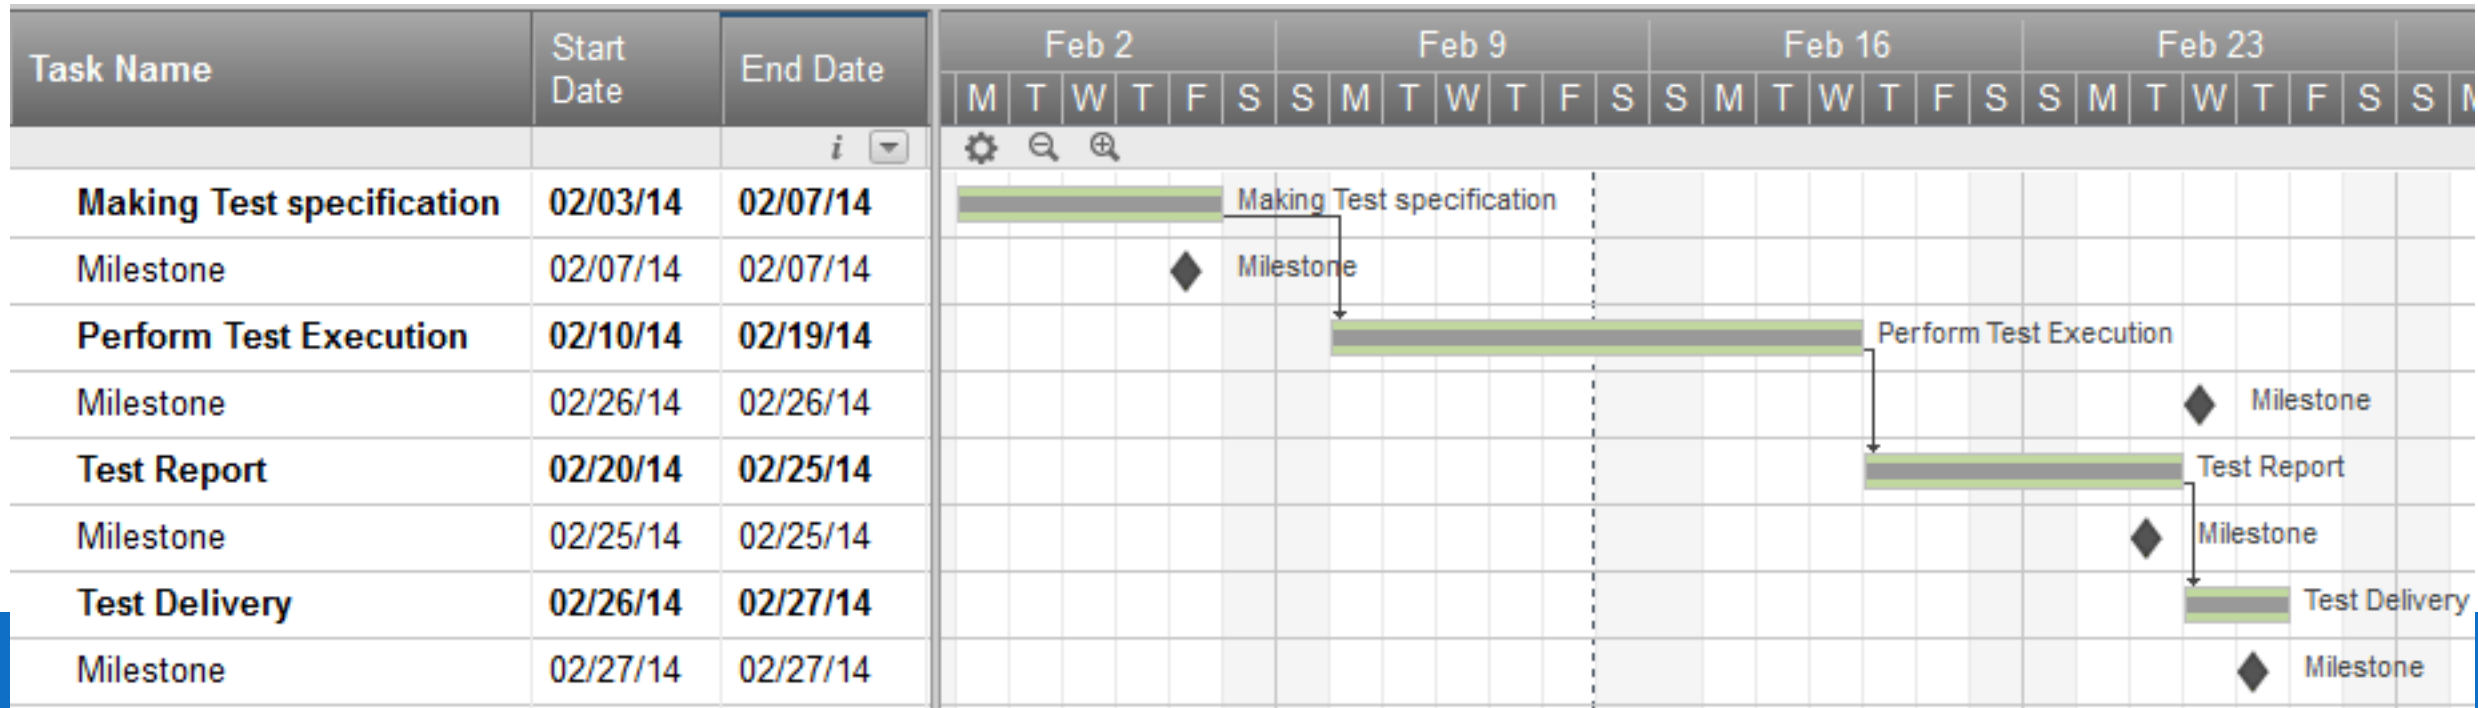 Task Name Start Date End Date Feb 2 Feb 9 Feb 16 Feb 23
M T W T F S S M T W T F S S M T W T F S S M T W T F S S M
i
Making Test specification 02/03/14 02/07/14 Making Test specification
Milestone 02/07/14 02/07/14 Milestone
Perform Test Execution 02/10/14 02/19/14 Perform Test Execution
Milestone 02/26/14 02/26/14 Milestone
Test Report 02/20/14 02/25/14 Test Report
Milestone 02/25/14 02/25/14 Milestone
Test Delivery 02/26/14 02/27/14 Test Delivery
Milestone 02/27/14 02/27/14 Milestone